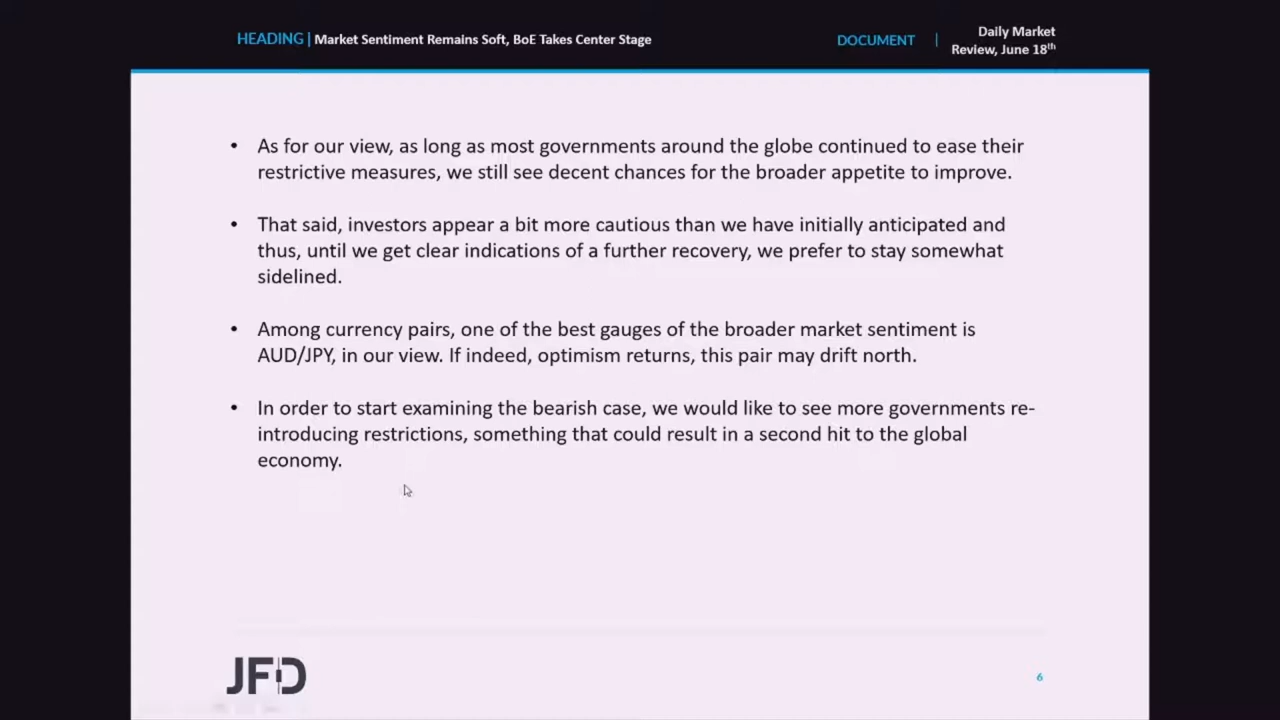 HEADING | Market Sentiment Remains Soft, BoE Takes Center Stage
DOCUMENT | Daily Market
Review, June 18th
• As for our view, as long as most governments around the globe continued to ease their
restrictive measures, we still see decent chances for the broader appetite to improve.
• That said, investors appear a bit more cautious than we have initially anticipated and
thus, until we get clear indications of a further recovery, we prefer to stay somewhat
sidelined.
• Among currency pairs, one of the best gauges of the broader market sentiment is
AUD/JPY, in our view. If indeed, optimism returns, this pair may drift north.
• In order to start examining the bearish case, we would like to see more governments re-
introducing restrictions, something that could result in a second hit to the global
economy.
JFD
6